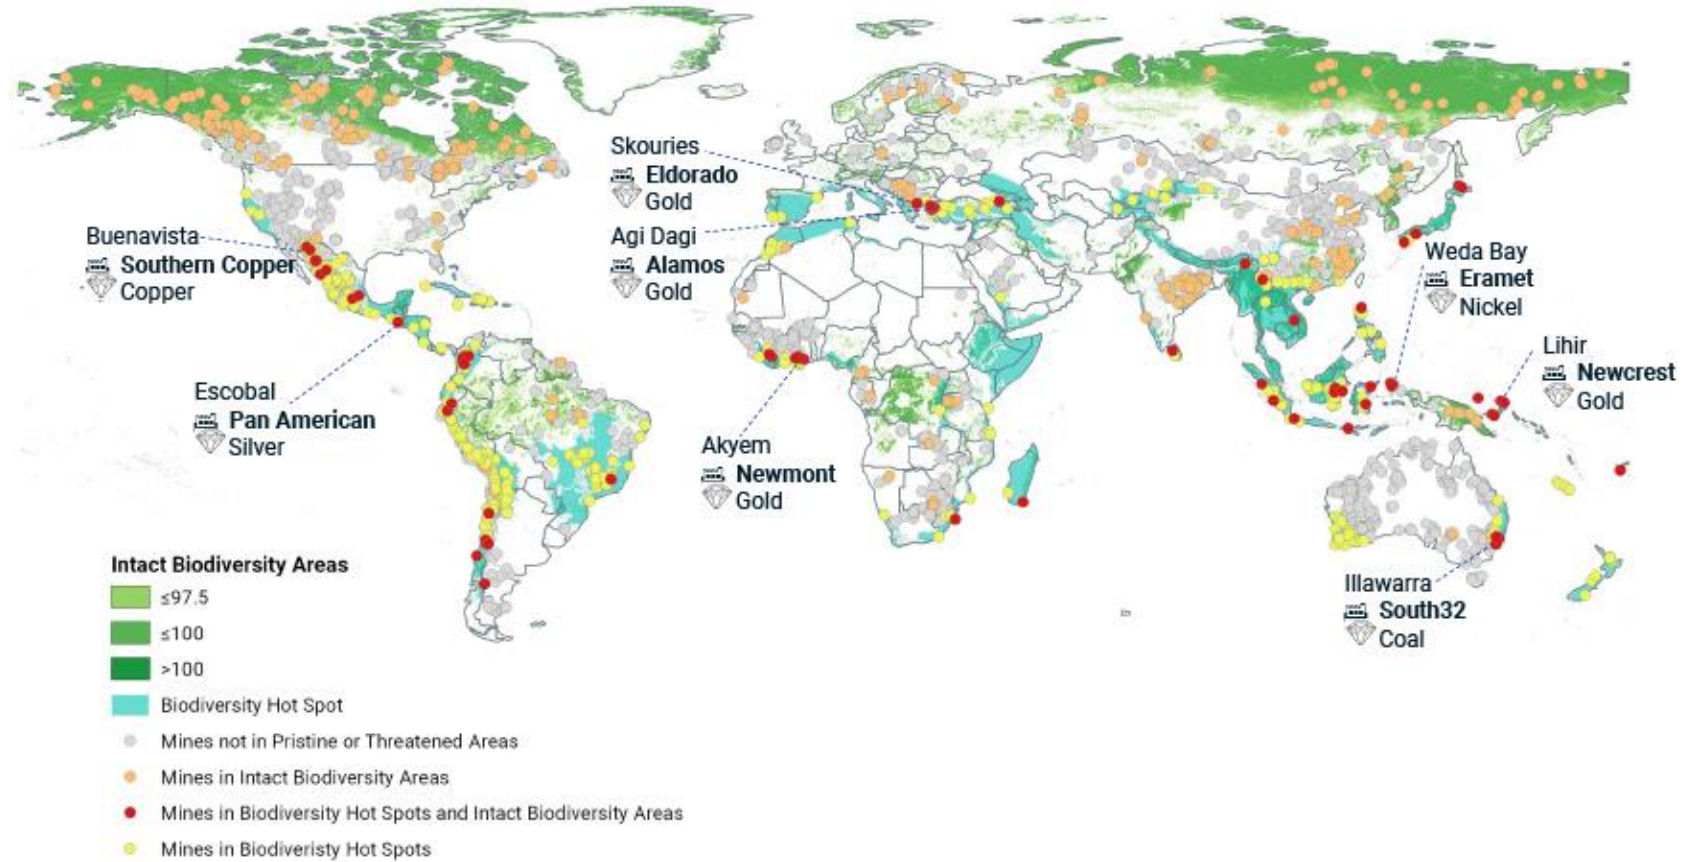 Skouries
Eldorado
Gold
Agi Dagi
Alamos
Gold
Buenavista
Southern Copper
Copper
Weda Bay
Eramet
Nickel
Lihir
Newcrest
Gold
Escobal
Pan American
Silver
Akyem
Newmont
Gold
Illawarra
South32
Coal
Intact Biodiversity Areas
≤97.5
≤100
>100
Biodiversity Hot Spot
Mines not in Pristine or Threatened Areas
Mines in Intact Biodiversity Areas
Mines in Biodiversity Hot Spots and Intact Biodiversity Areas
Mines in Biodiveristy Hot Spots